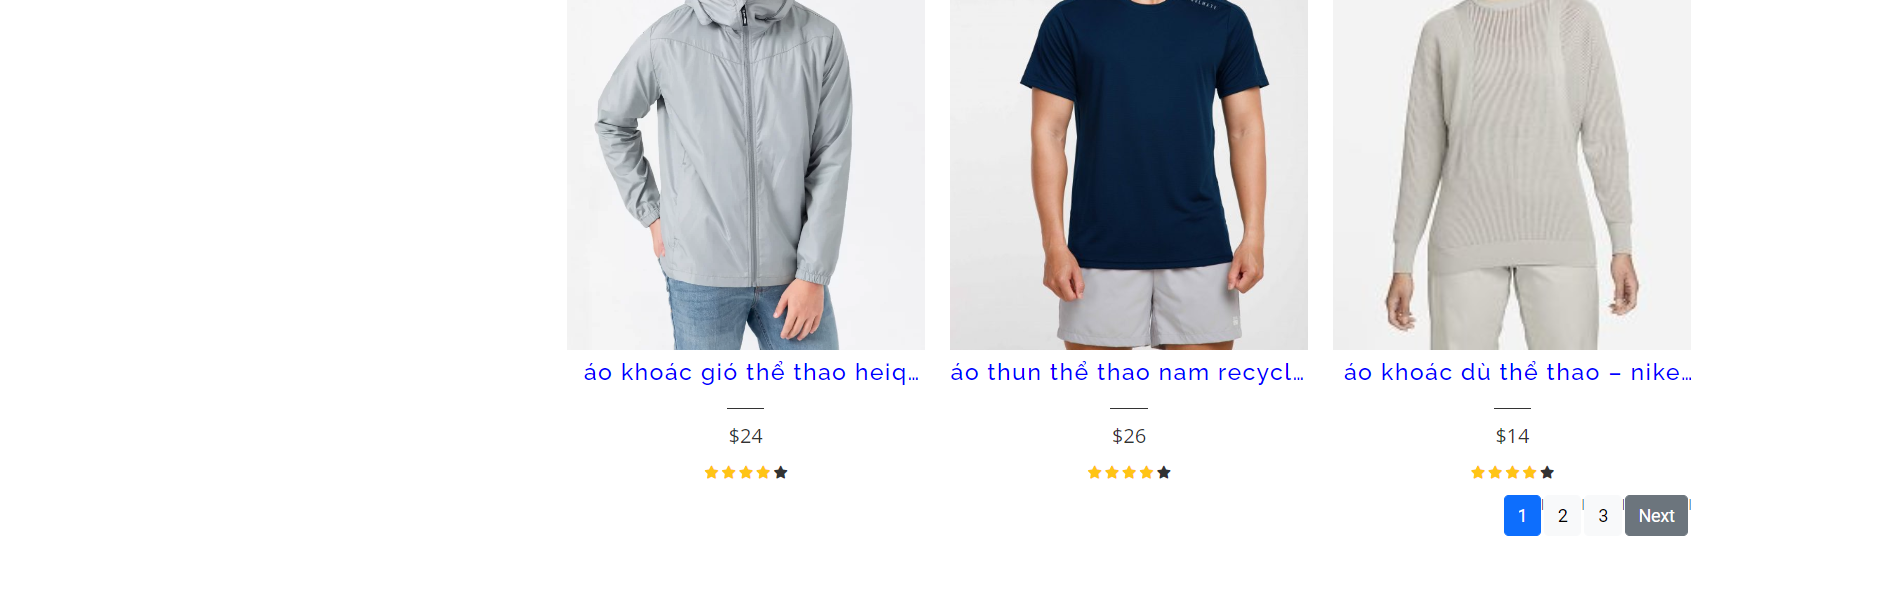 áo khoác gió thể thao heiq…
áo thun thể thao nam recycl…
áo khoác dù thể thao – nike…
$24
$26
$14
1 2 3 Next